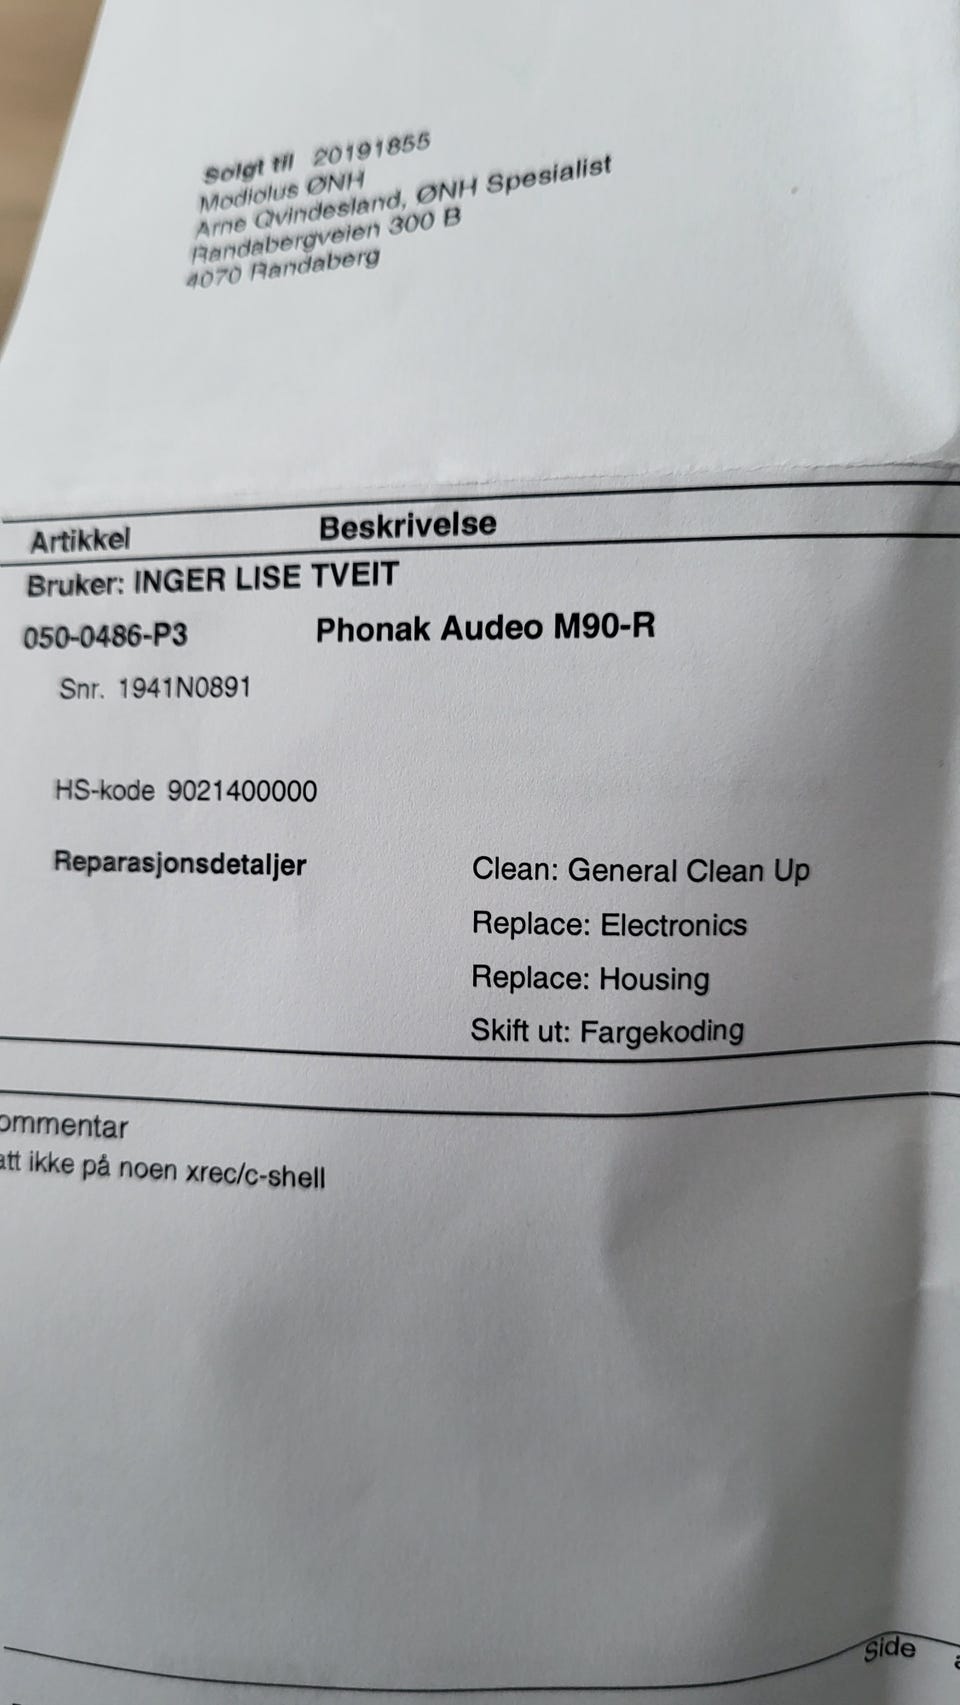 Solgt til 20191855
Modiolus ØNH
Arne Qvindesland, ØNH Spesialist
Randabergveien 300 B
4070 Randaberg
Artikkel Beskrivelse
Bruker: INGER LISE TVEIT
050-0486-P3 Phonak Audeo M90-R
Snr. 1941N0891
HS-kode 9021400000
Reparasjonsdetaljer Clean: General Clean Up
Replace: Electronics
Replace: Housing
Skift ut: Fargekoding
ommentar
att ikke på noen xrec/c-shell
Side